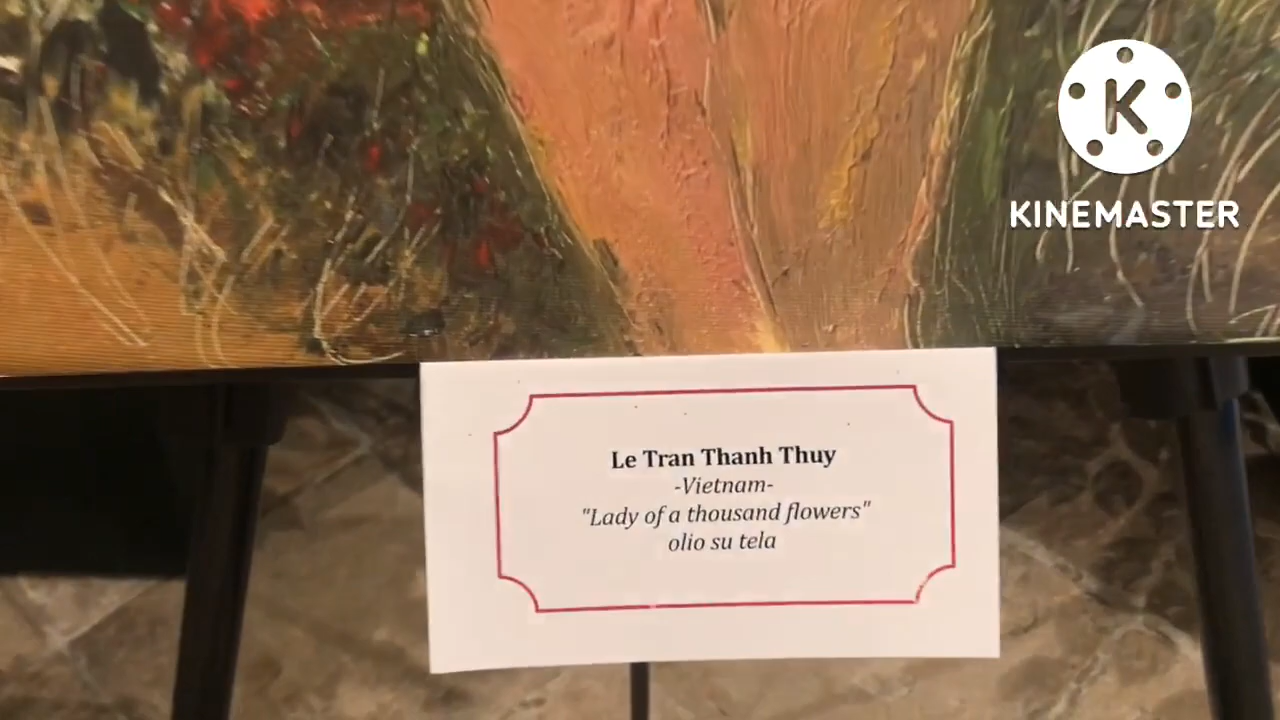 K
KINEMASTER
Le Tran Thanh Thuy
-Vietnam-
"Lady of a thousand flowers"
olio su tela